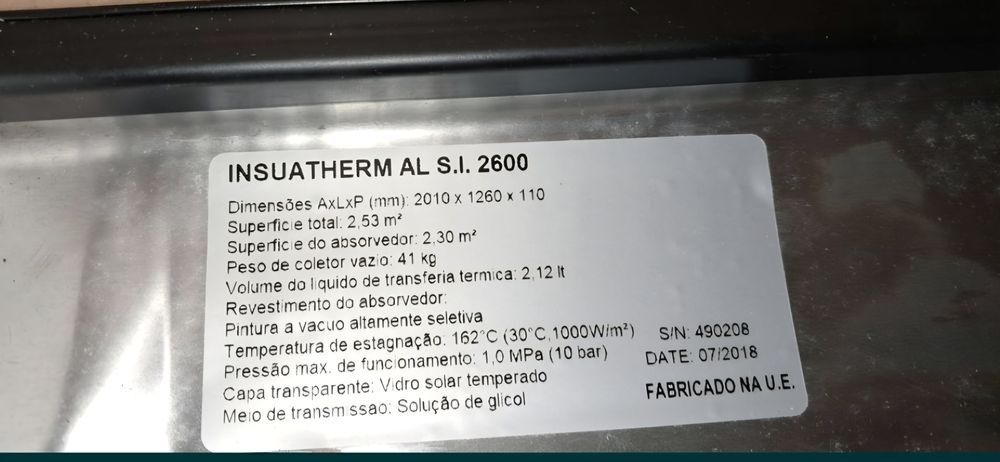 INSUATHERM AL S.I. 2600
Dimensões AxLxP (mm): 2010 x 1260 x 110
Superficie total: 2,53 m²
Superficie do absorvedor: 2,30 m²
Peso de coletor vazio: 41 kg
Volume do liquido de transferia termica: 2,12 lt
Revestimento do absorvedor:
Pintura a vacuo altamente seletiva
Temperatura de estagnação: 162°C (30°C,1000W/m²)
Pressão max. de funcionamento: 1,0 MPa (10 bar)
Capa transparente: Vidro solar temperado
Meio de transmissao: Solução de glicol
S/N: 490208
DATE: 07/2018
FABRICADO NA U.E.